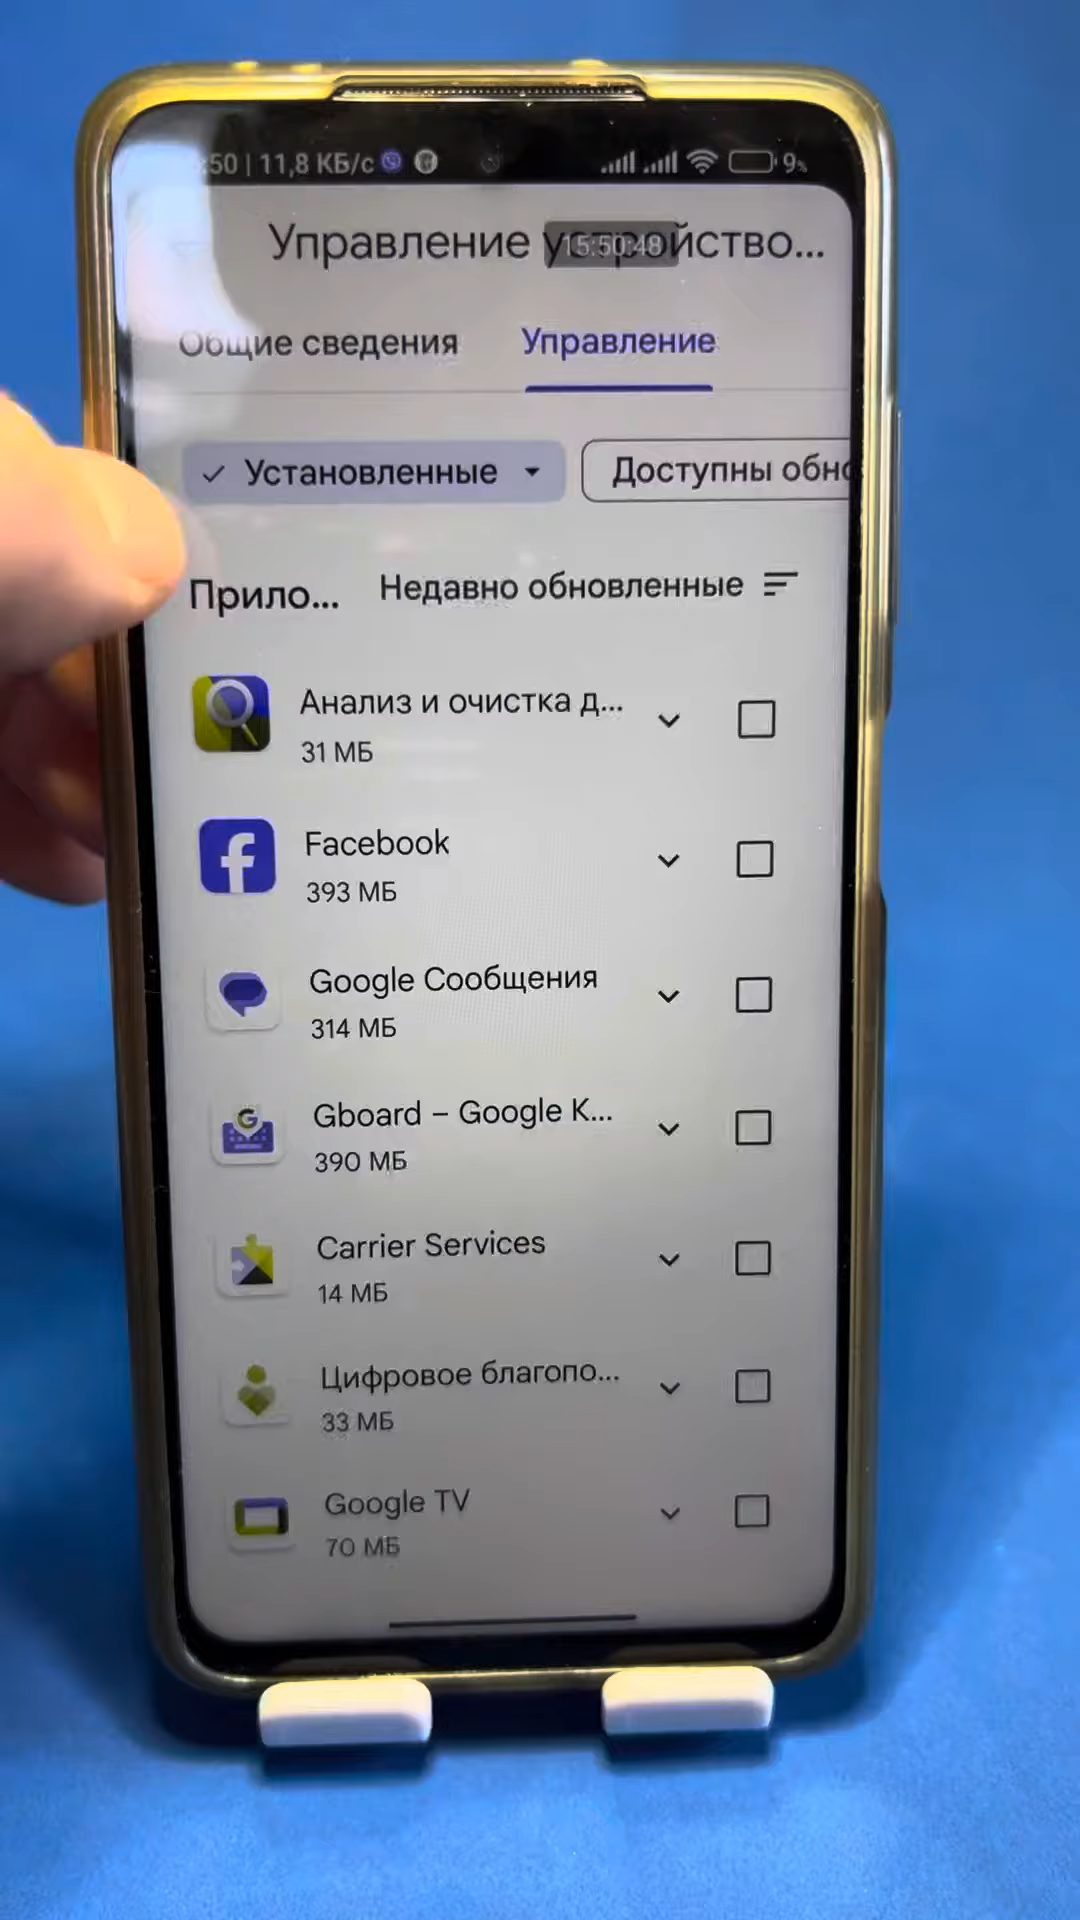 :50 | 11,8 КБ/с 9%
Управление устройство...
15:50:48
Общие сведения Управление
Установленные Доступны обно
Прило... Недавно обновленные
Анализ и очистка д...
31 МБ
Facebook
393 МБ
Google Сообщения
314 МБ
Gboard – Google К...
390 МБ
Carrier Services
14 МБ
Цифровое благопо...
33 МБ
Google TV
70 МБ